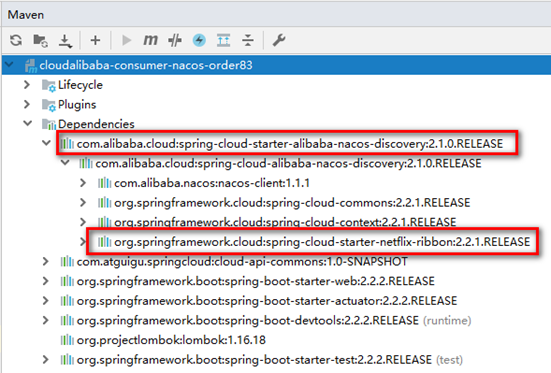 Maven
cloudalibaba-consumer-nacos-order83
Lifecycle
Plugins
Dependencies
com.alibaba.cloud:spring-cloud-starter-alibaba-nacos-discovery:2.1.0.RELEASE
com.alibaba.cloud:spring-cloud-alibaba-nacos-discovery:2.1.0.RELEASE
com.alibaba.nacos:nacos-client:1.1.1
org.springframework.cloud:spring-cloud-commons:2.2.1.RELEASE
org.springframework.cloud:spring-cloud-context:2.2.1.RELEASE
org.springframework.cloud:spring-cloud-starter-netflix-ribbon:2.2.1.RELEASE
com.atguigu.springcloud:cloud-api-commons:1.0-SNAPSHOT
org.springframework.boot:spring-boot-starter-web:2.2.2.RELEASE
org.springframework.boot:spring-boot-starter-actuator:2.2.2.RELEASE
org.springframework.boot:spring-boot-devtools:2.2.2.RELEASE (runtime)
org.projectlombok:lombok:1.16.18
org.springframework.boot:spring-boot-starter-test:2.2.2.RELEASE (test)